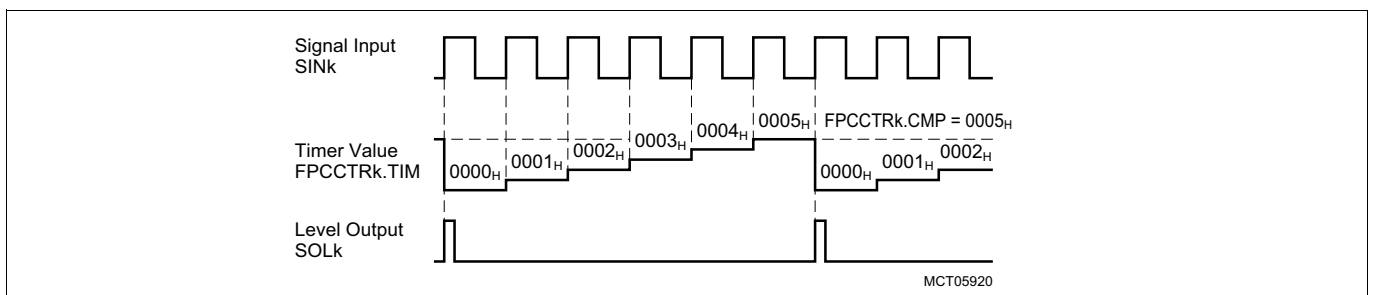 Signal Input
SINk
0005H FPCCTRk.CMP = 0005H
0004H
0003H
0002H 0002H
Timer Value
0001H 0001H
FPCCTRk.TIM 0000H 0000H
Level Output
SOLk
MCT05920